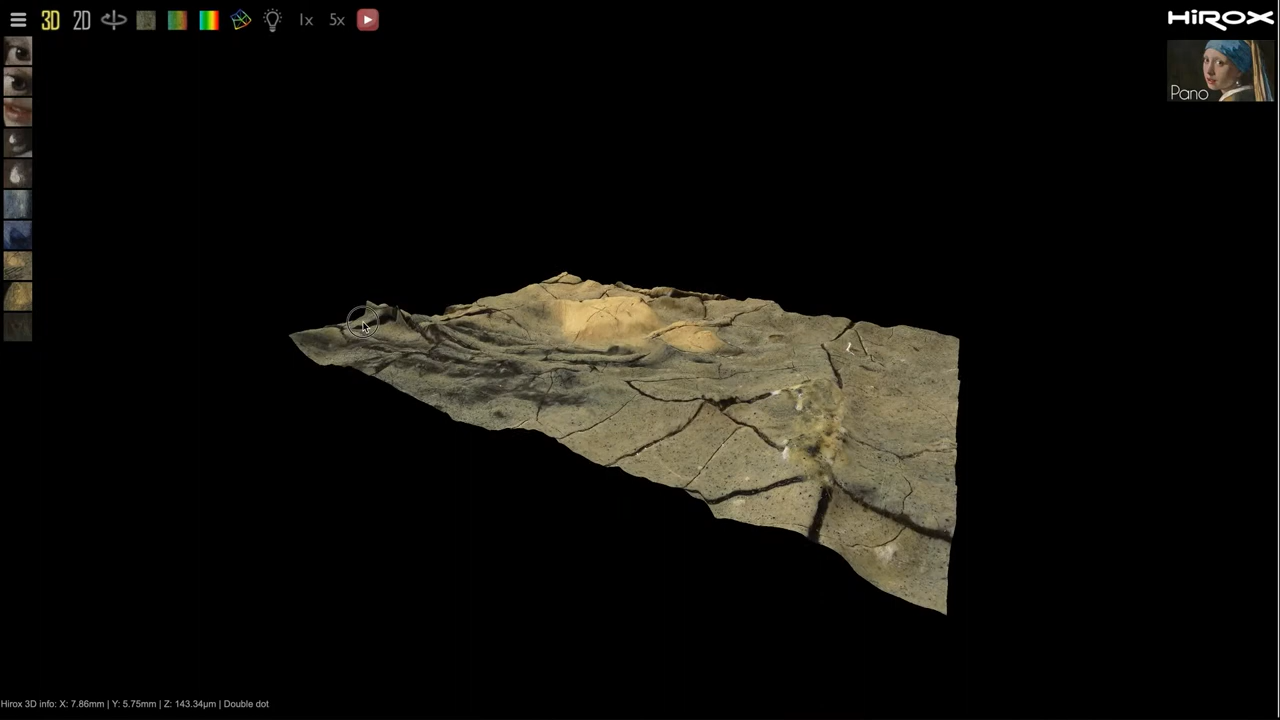 3D 2D 1x 5x
HIROX
Pano
Hirox 3D info: X: 7.86mm | Y: 5.75mm | Z: 143.34µm | Double dot